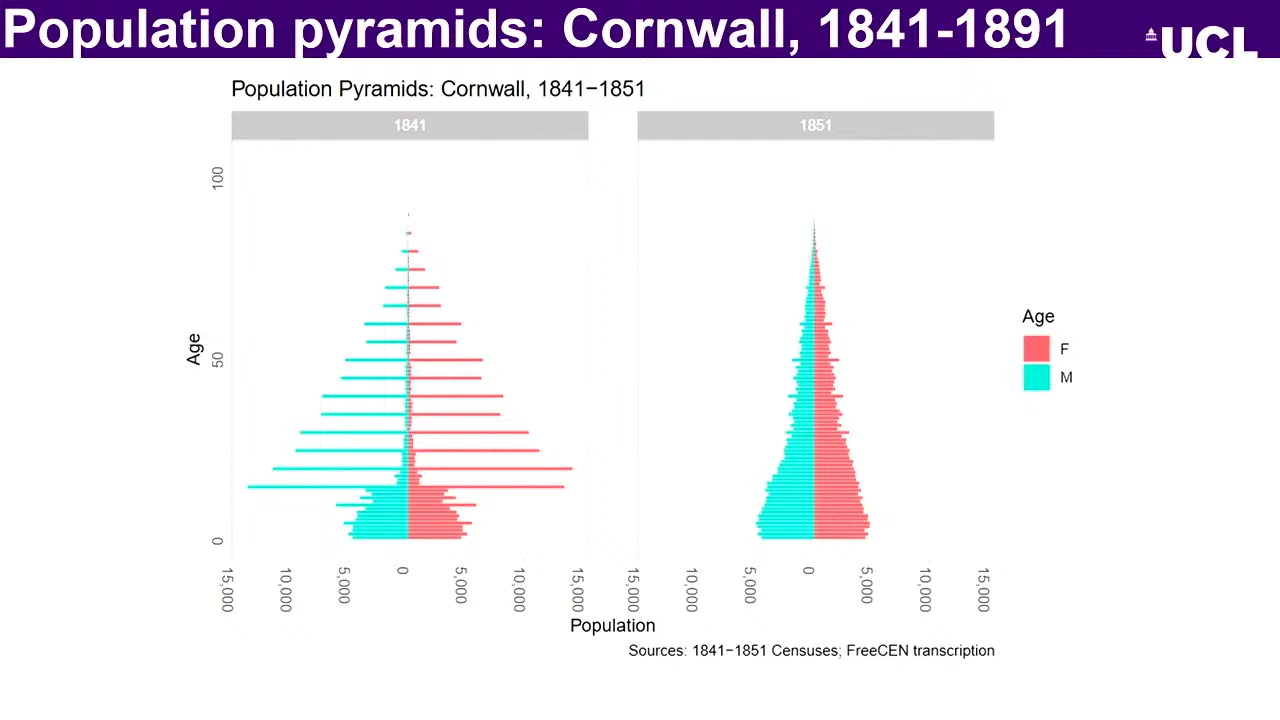 Population pyramids: Cornwall, 1841-1891
UCL
Population Pyramids: Cornwall, 1841−1851
1841
1851
Age
100
50
0
15,000
10,000
5,000
0
5,000
10,000
15,000
15,000
10,000
5,000
0
5,000
10,000
15,000
Population
Age
F
M
Sources: 1841−1851 Censuses; FreeCEN transcription